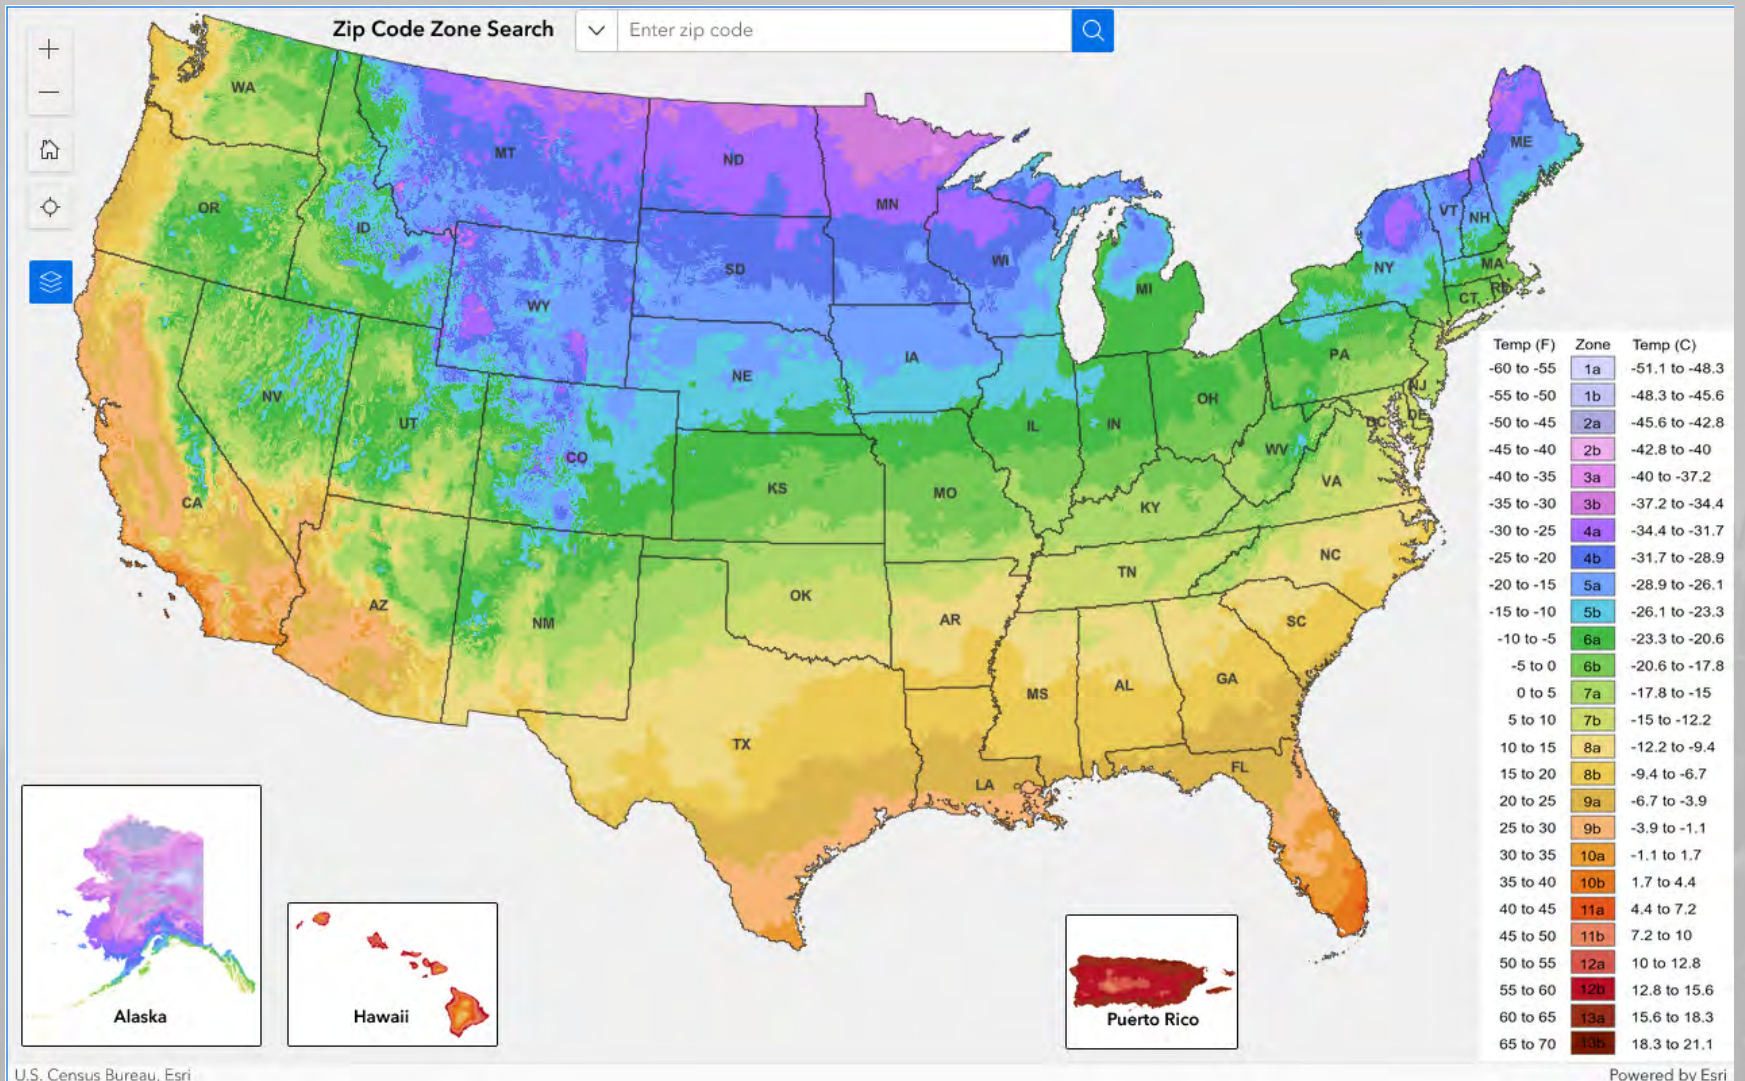 Zip Code Zone Search
Enter zip code
WA
OR
ID
MT
ND
MN
WI
MI
SD
WY
NE
IA
NV
UT
CO
CA
KS
MO
IL
IN
OH
PA
NY
VT
NH
ME
MA
RI
CT
NJ
DE
DC
WV
VA
KY
NC
TN
SC
AZ
NM
OK
AR
TX
LA
MS
AL
GA
FL
Temp (F) Zone Temp (C)
-60 to -55 1a -51.1 to -48.3
-55 to -50 1b -48.3 to -45.6
-50 to -45 2a -45.6 to -42.8
-45 to -40 2b -42.8 to -40
-40 to -35 3a -40 to -37.2
-35 to -30 3b -37.2 to -34.4
-30 to -25 4a -34.4 to -31.7
-25 to -20 4b -31.7 to -28.9
-20 to -15 5a -28.9 to -26.1
-15 to -10 5b -26.1 to -23.3
-10 to -5 6a -23.3 to -20.6
-5 to 0 6b -20.6 to -17.8
0 to 5 7a -17.8 to -15
5 to 10 7b -15 to -12.2
10 to 15 8a -12.2 to -9.4
15 to 20 8b -9.4 to -6.7
20 to 25 9a -6.7 to -3.9
25 to 30 9b -3.9 to -1.1
30 to 35 10a -1.1 to 1.7
35 to 40 10b 1.7 to 4.4
40 to 45 11a 4.4 to 7.2
45 to 50 11b 7.2 to 10
50 to 55 12a 10 to 12.8
55 to 60 12b 12.8 to 15.6
60 to 65 13a 15.6 to 18.3
65 to 70 13b 18.3 to 21.1
Alaska
Hawaii
Puerto Rico
U.S. Census Bureau, Esri
Powered by Esri